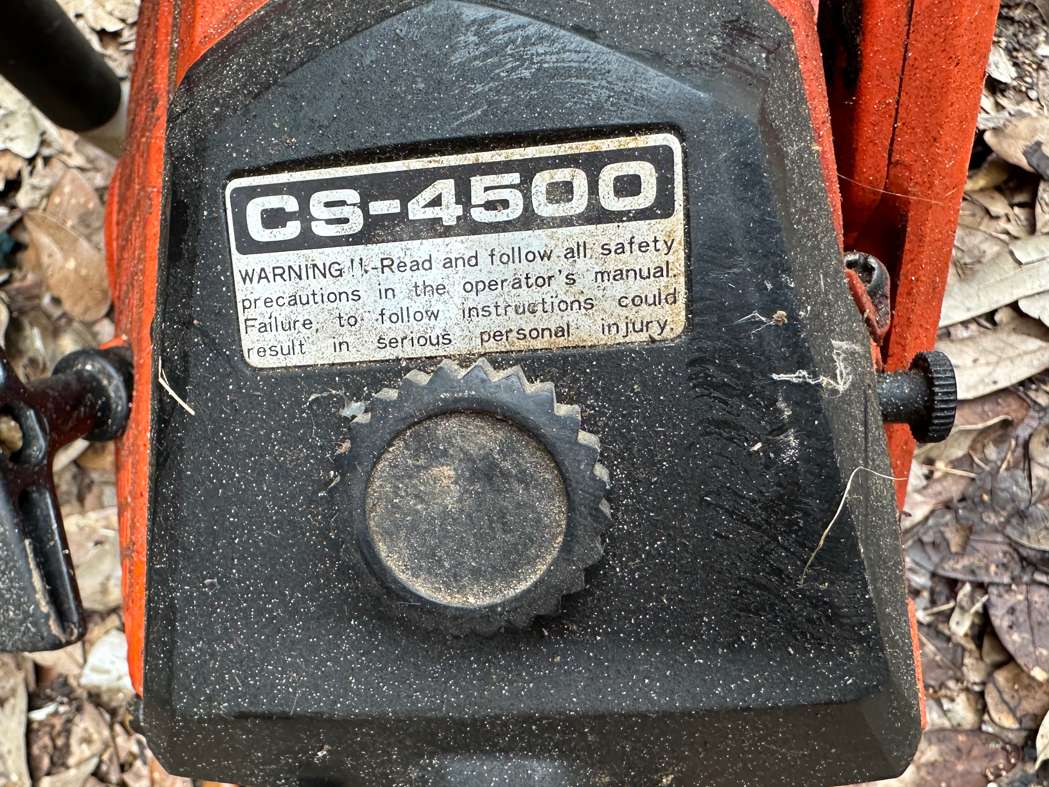 CS-4500
WARNING!!-Read and follow all safety
precautions in the operator's manual.
Failure, to follow instructions could
result in serious personal injury.